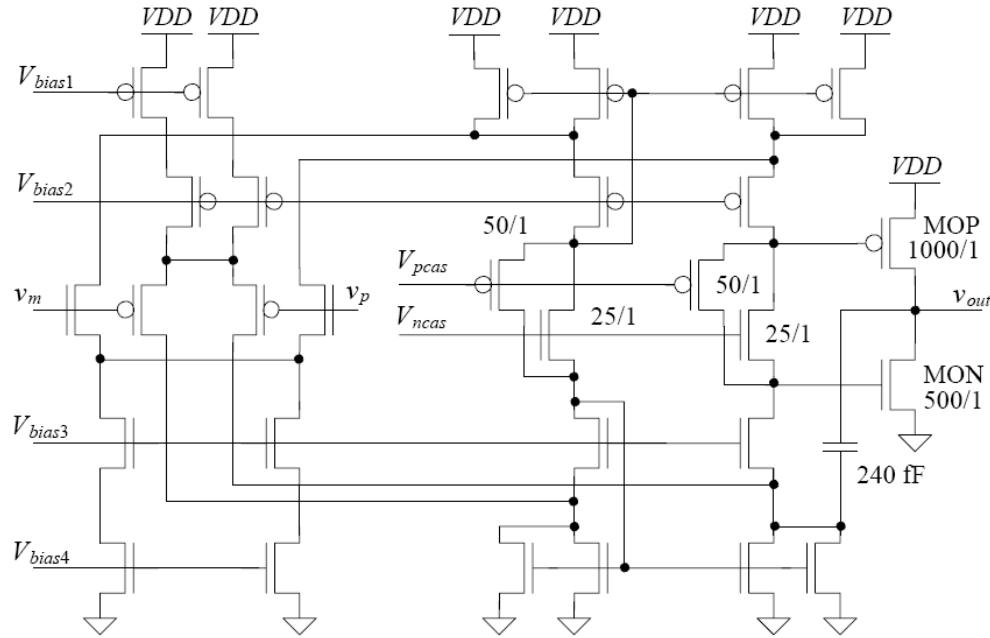 VDD VDD VDD VDD VDD VDD
Vbias1
Vbias2
VDD
50/1
MOP
1000/1
Vpcas
50/1
vm
vp
vout
Vncas
25/1
25/1
MON
500/1
Vbias3
240 fF
Vbias4